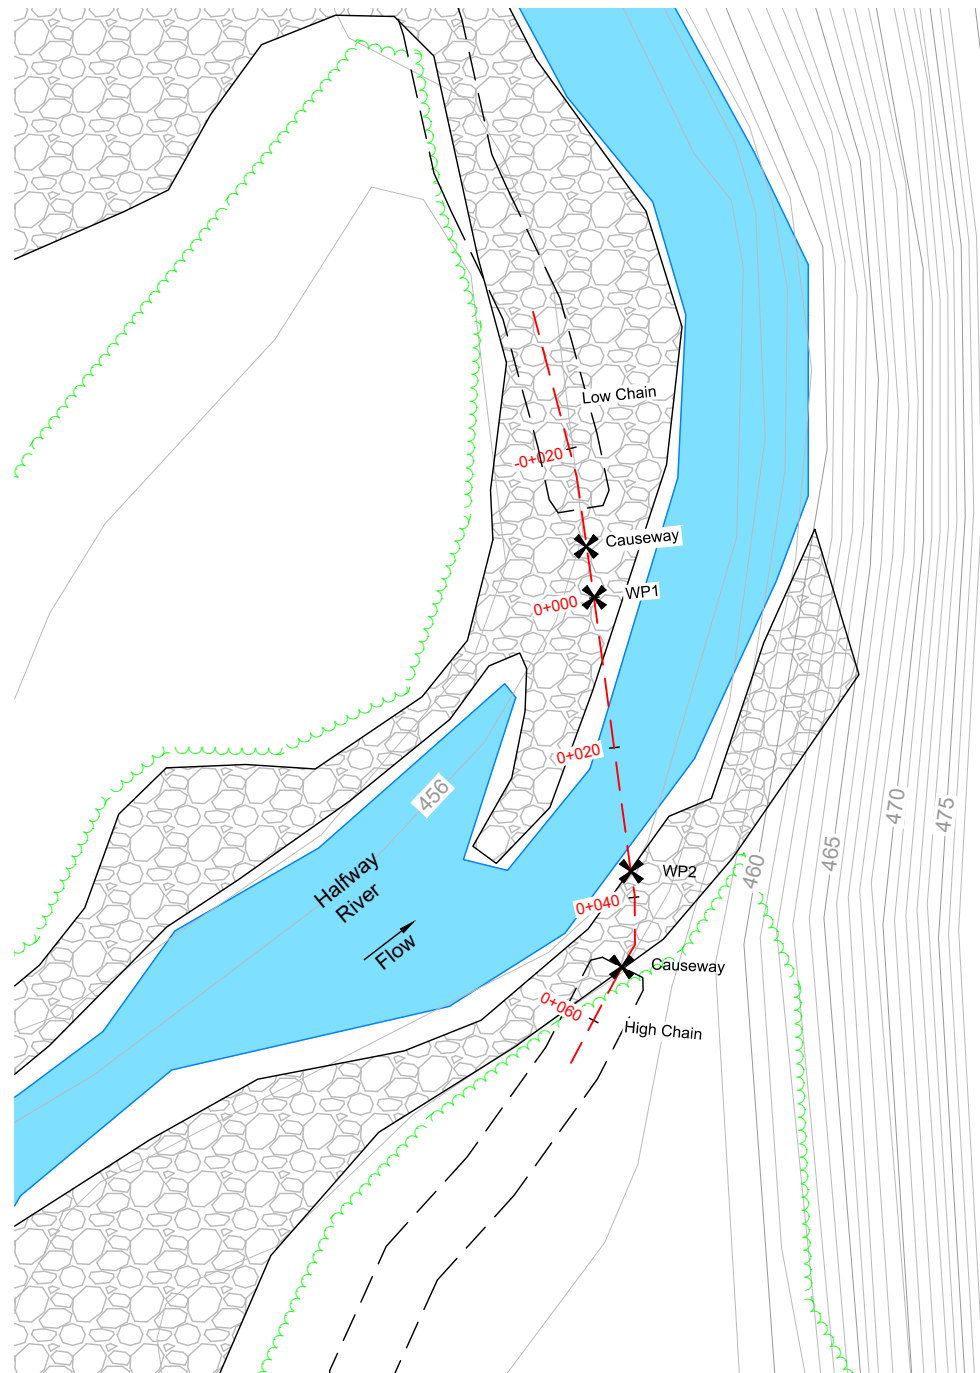 Low Chain
-0+020
Causeway
WP1
0+000
0+020
456
470
475
465
460
Halfway
River
WP2
0+040
Flow
Causeway
0+060
High Chain